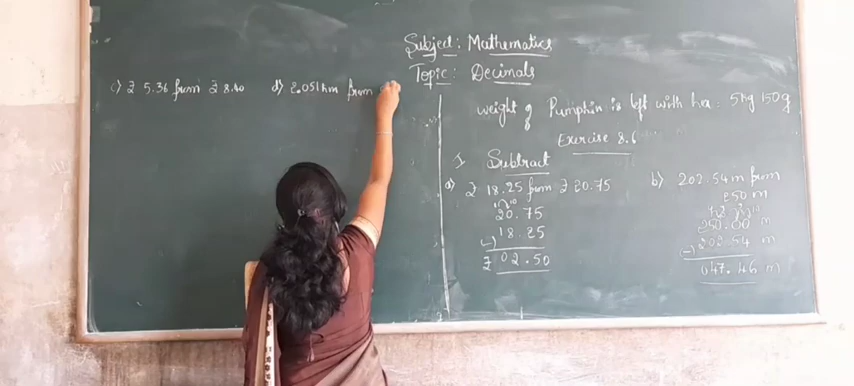 Subject: Mathematics
Topic: Decimals
c) ₹ 5.36 from ₹ 8.40
d) 2.051 km from
weight of Pumpkin is left with her: 5kg 150g
Exercise 8.6
1 Subtract
a) ₹ 18.25 from ₹ 20.75
20.75
(-) 18.25
₹ 02.50
b) 202.54 m from
250 m
250.00 m
(-) 202.54 m
047.46 m